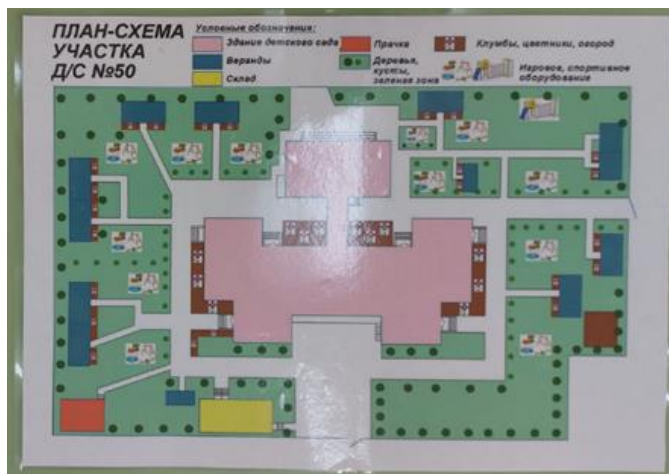 ПЛАН-СХЕМА
УЧАСТКА
Д/С №50
Условные обозначения:
Здание детского сада
Веранды
Склад
Прачка
Деревья,
кусты,
зеленая зона
Клумбы, цветники, огород
Игровое, спортивное
оборудование